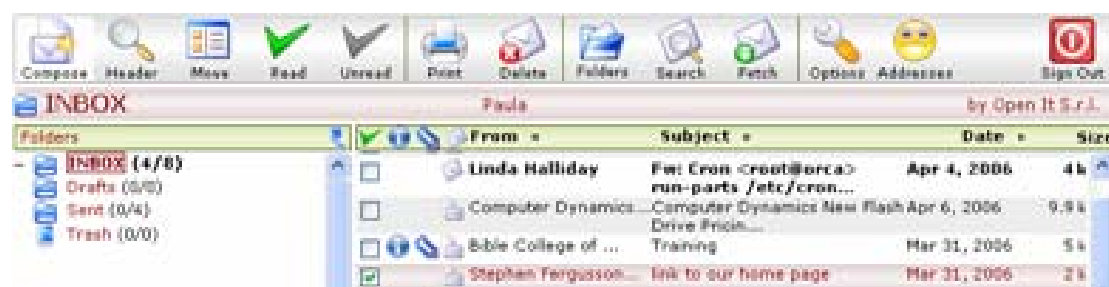 Compose Header Move Read Unread Print Delete Folders Search Fetch Options Addresses Sign Out
INBOX Paula by Open It S.r.l.
Folders From Subject Date Size
INBOX (4/8)
Drafts (0/0)
Sent (0/4)
Trash (0/0)
Linda Halliday Fw: Cron <root@orca> Apr 4, 2006 4k
run-parts /etc/cron...
Computer Dynamics... Computer Dynamics New Flash Apr 6, 2006 9.9k
Drive Pricin...
Bible College of ... Training Mar 31, 2006 5k
Stephen Fergusson... link to our home page Mar 31, 2006 2k